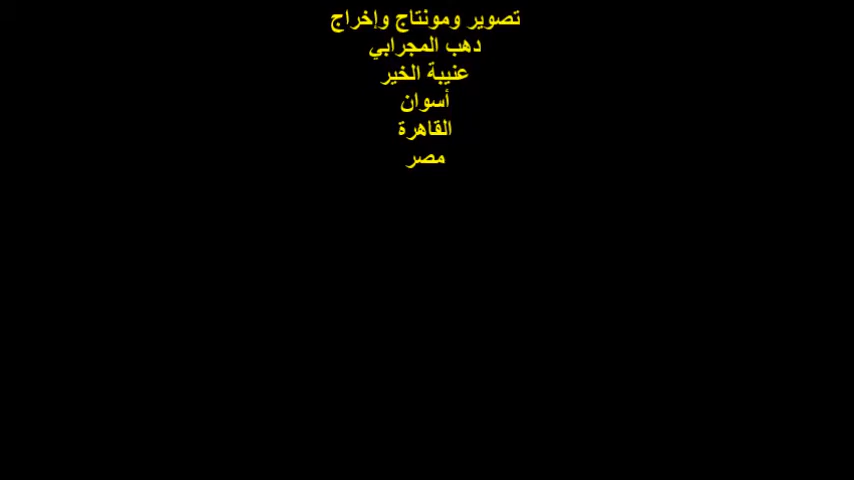 تصوير ومونتاج وإخراج
دهب المجرابي
عنيبة الخير
أسوان
القاهرة
مصر